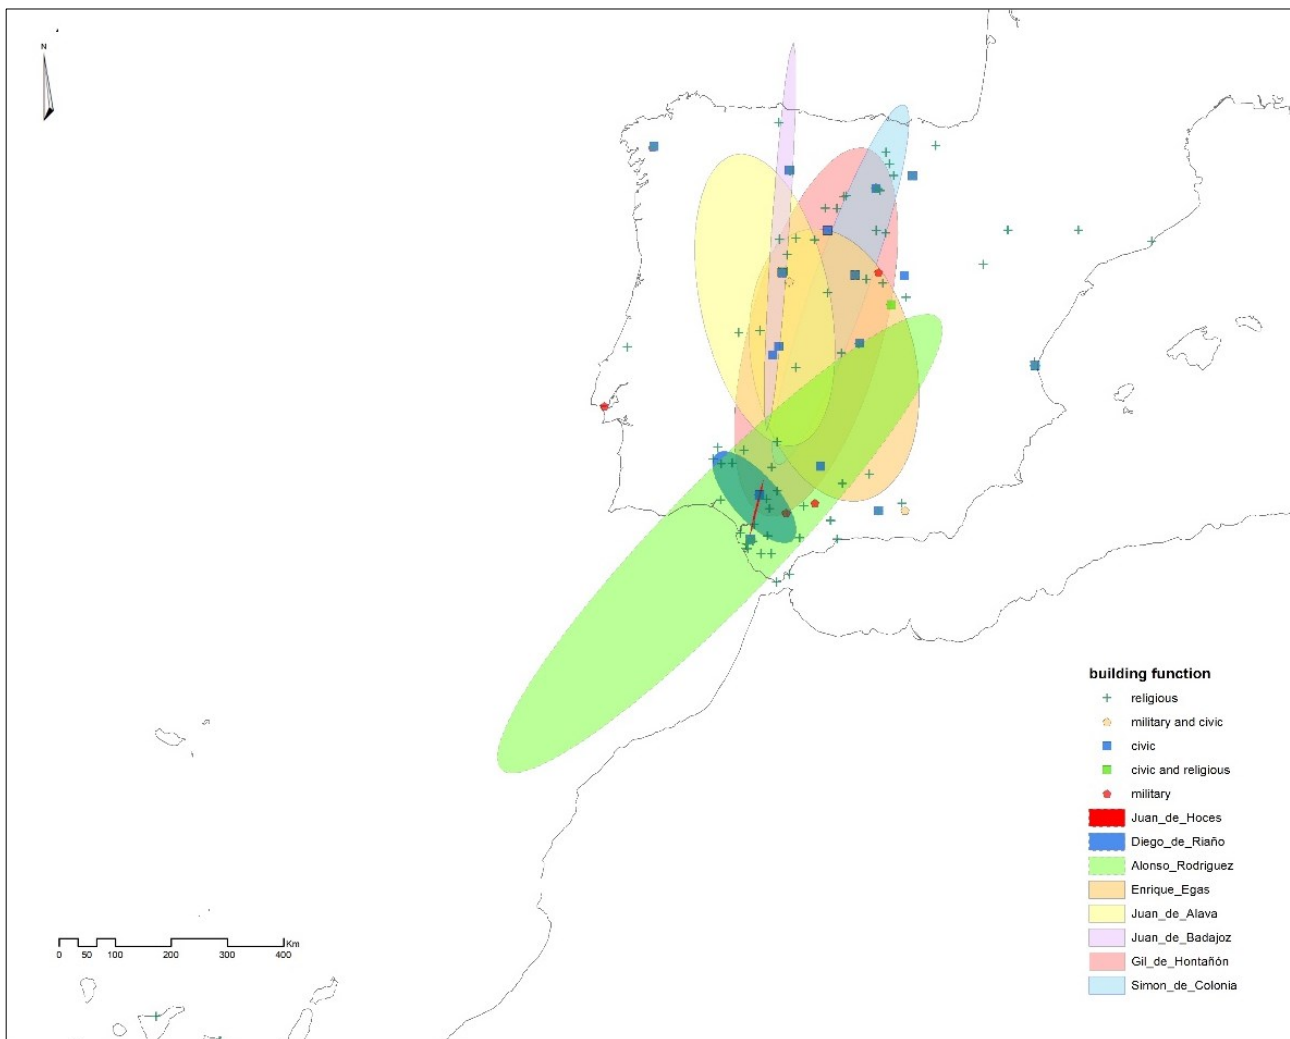 N
building function
religious
military and civic
civic
civic and religious
military
Juan_de_Hoces
Diego_de_Riaño
Alonso_Rodriguez
Enrique_Egas
Juan_de_Alava
Juan_de_Badajoz
Gil_de_Hontañón
Simon_de_Colonia
Km
0 50 100 200 300 400